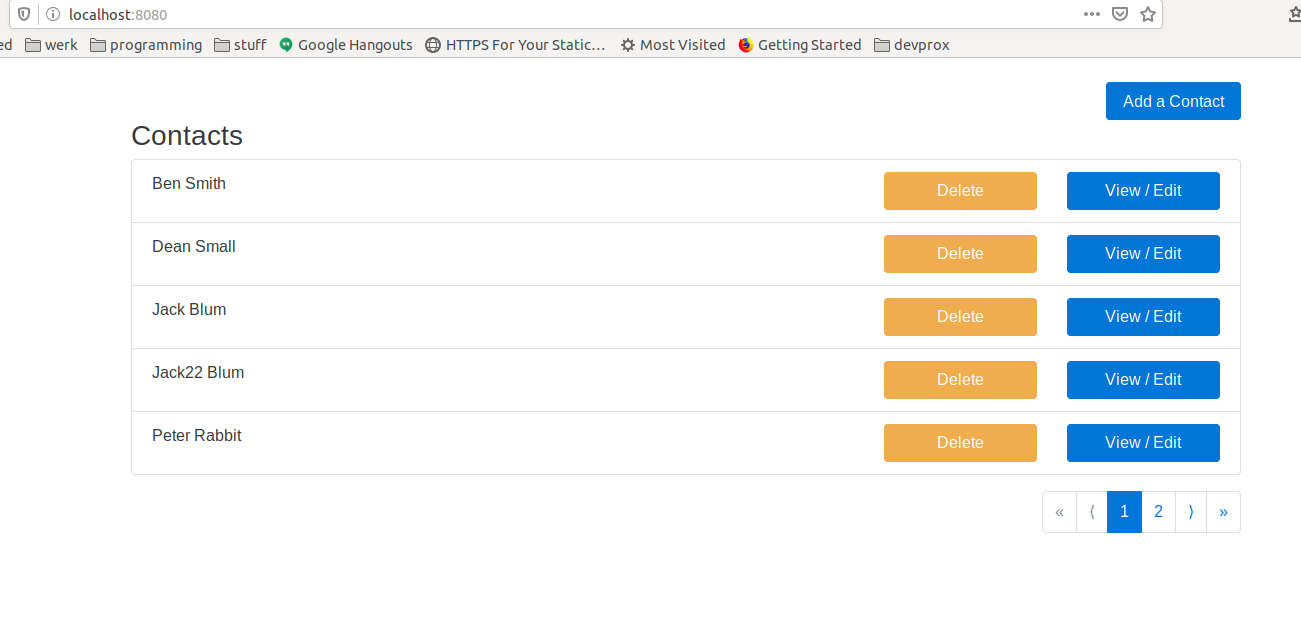 localhost:8080
ed werk programming stuff Google Hangouts HTTPS For Your Static… Most Visited Getting Started devprox
Add a Contact
Contacts
Ben Smith Delete View / Edit
Dean Small Delete View / Edit
Jack Blum Delete View / Edit
Jack22 Blum Delete View / Edit
Peter Rabbit Delete View / Edit
« ⟨ 1 2 ⟩ »